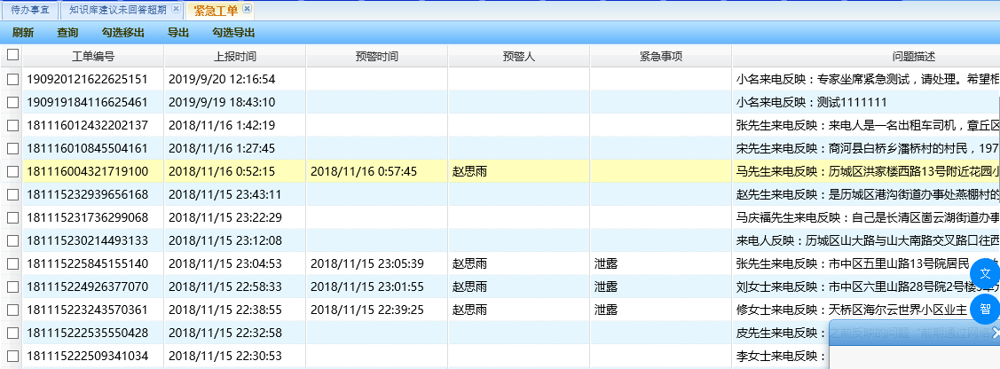 待办事宜 知识库建议未回答超期 紧急工单
刷新 查询 勾选移出 导出 勾选导出
工单编号 上报时间 预警时间 预警人 紧急事项 问题描述
190920121622625151 2019/9/20 12:16:54 小名来电反映：专家坐席紧急测试，请处理。希望相
190919184116625461 2019/9/19 18:43:10 小名来电反映：测试1111111
181116012432202137 2018/11/16 1:42:19 张先生来电反映：来电人是一名出租车司机，章丘区
181116010845504161 2018/11/16 1:27:45 宋先生来电反映：商河县白桥乡潘桥村的村民，197
181116004321719100 2018/11/16 0:52:15 2018/11/16 0:57:45 赵思雨 马先生来电反映：历城区洪家楼西路13号附近花园小
181115232939656168 2018/11/15 23:43:11 赵先生来电反映：是历城区港沟街道办事处燕棚村的
181115231736299068 2018/11/15 23:22:29 马庆福先生来电反映：自己是长清区崮云湖街道办事
181115230214493133 2018/11/15 23:12:08 来电人反映：历城区山大路与山大南路交叉路口往西
181115225845155140 2018/11/15 23:04:53 2018/11/15 23:05:39 赵思雨 泄露 张先生来电反映：市中区五里山路13号院居民，
文
181115224926377070 2018/11/15 22:58:33 2018/11/15 23:01:55 赵思雨 泄露 刘女士来电反映：市中区六里山路28号院2号楼3单元
181115223243570361 2018/11/15 22:38:55 2018/11/15 22:39:25 赵思雨 泄露 修女士来电反映：天桥区海尔云世界小区业主
智
181115222535550428 2018/11/15 22:32:58 皮先生来电反映：之前反映的问题
181115222509341034 2018/11/15 22:30:53 李女士来电反映：